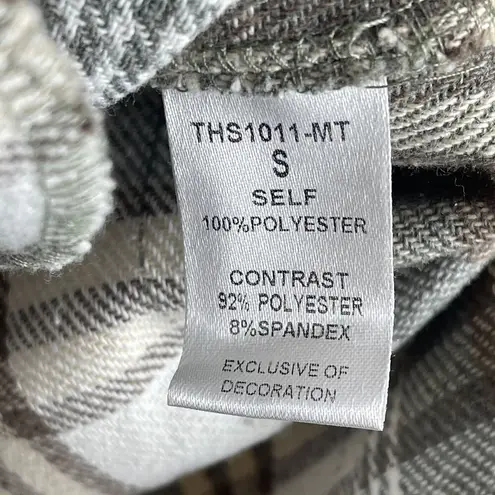 THS1011-MT
S
SELF
100%POLYESTER
CONTRAST
92% POLYESTER
8%SPANDEX
EXCLUSIVE OF
DECORATION